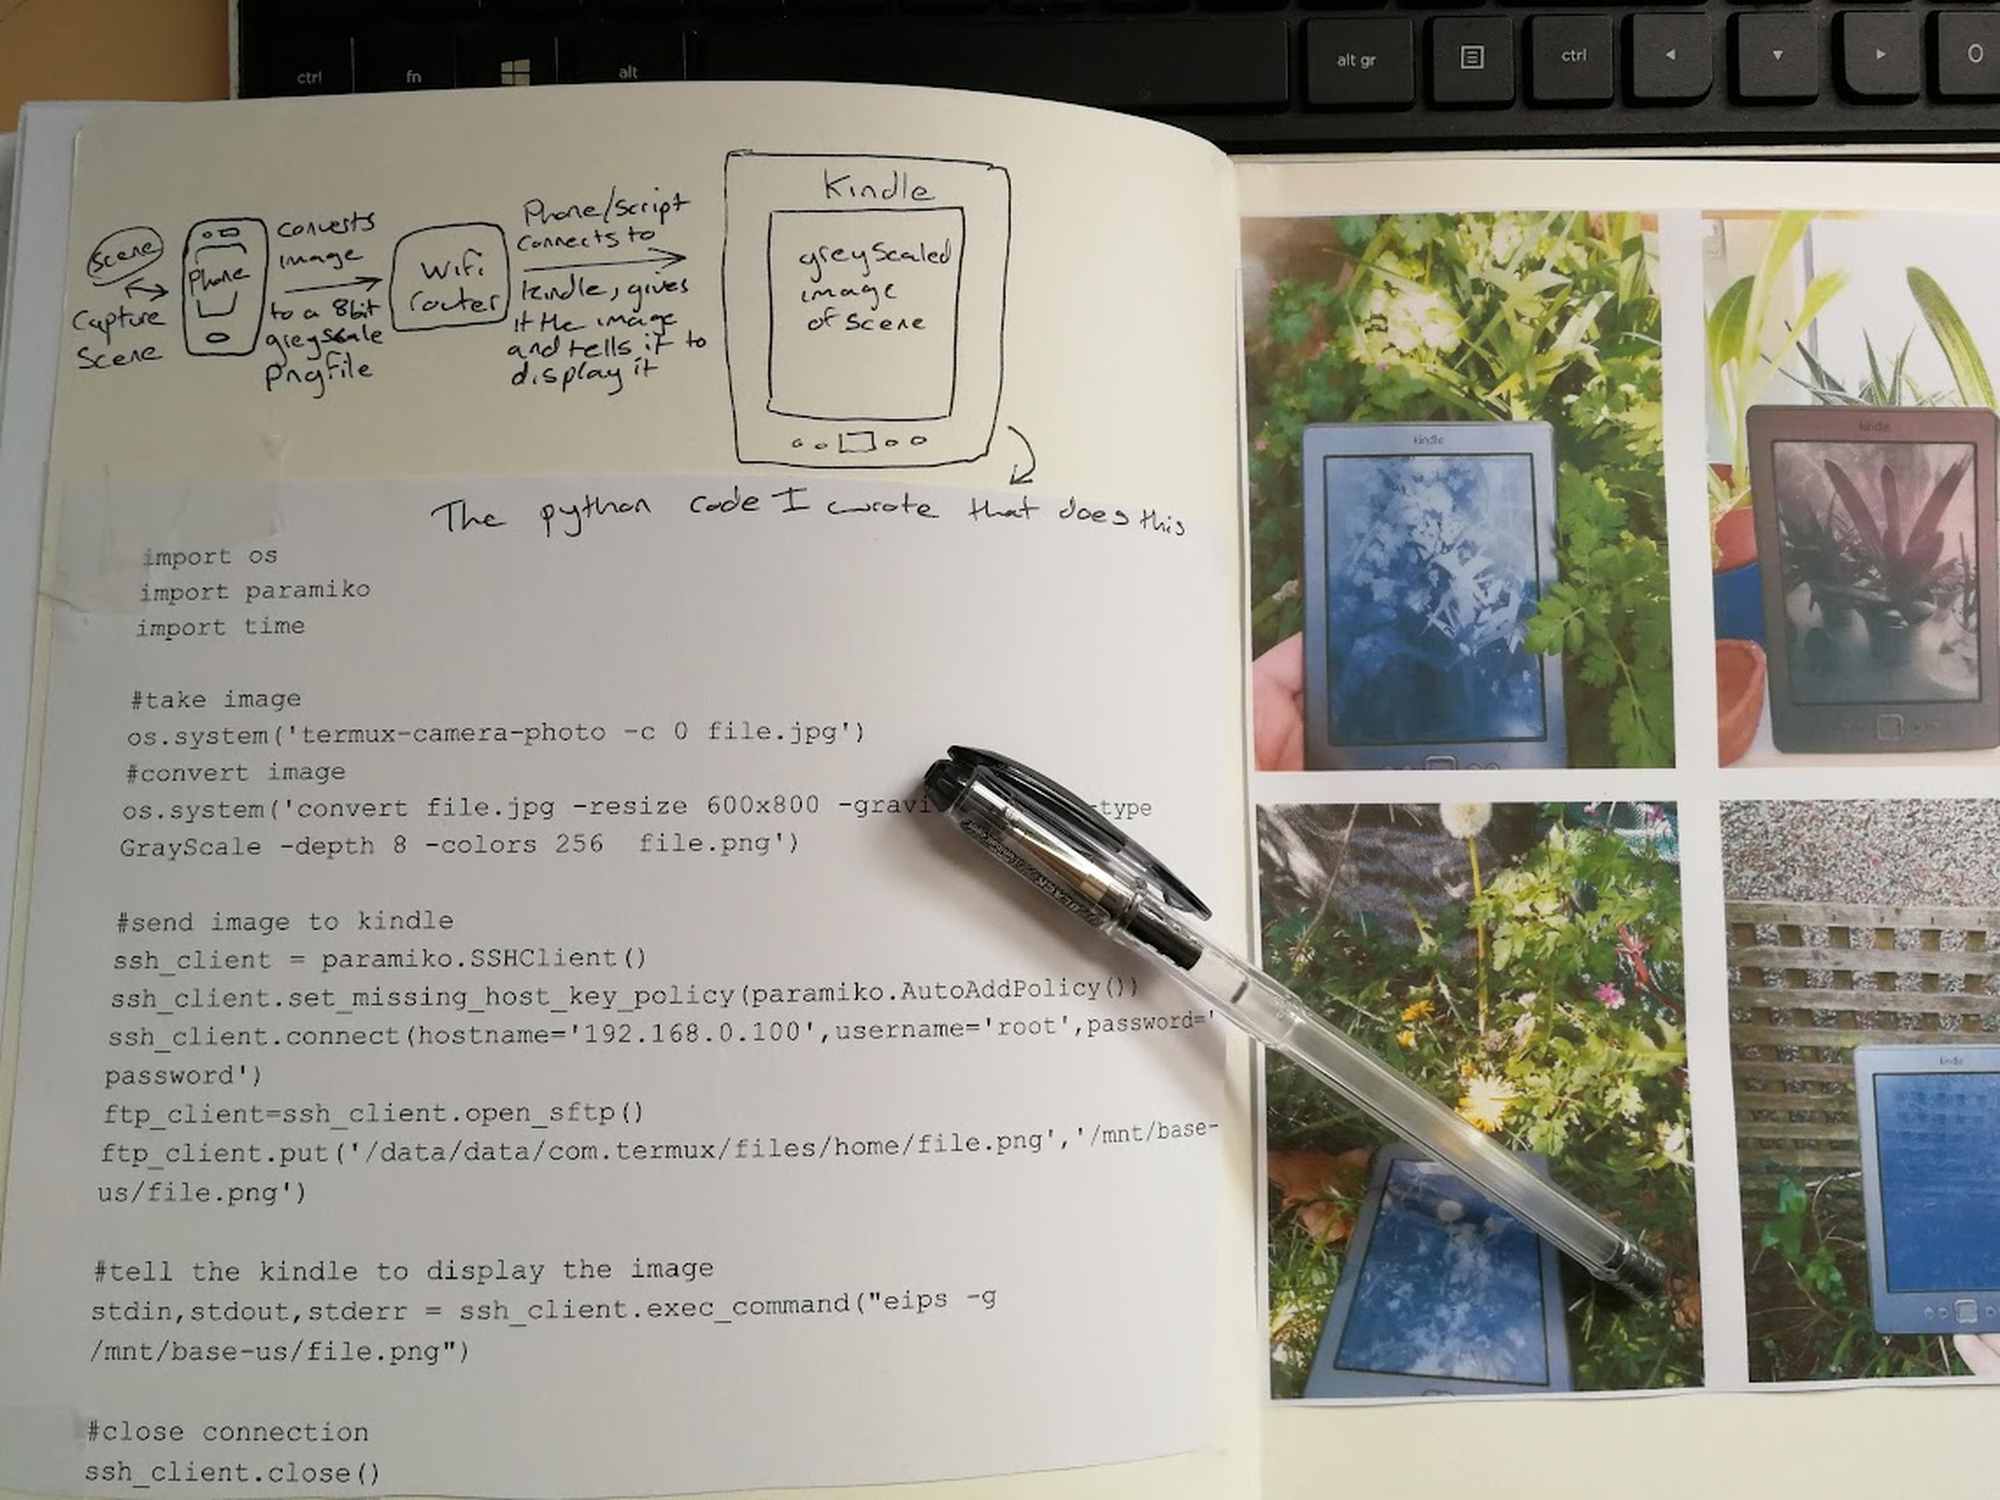 ctrl fn alt alt gr ctrl
Scene
Capture
Scene
Phone
Converts
image
to a 8bit
greyscale
png file
Wifi
router
Phone/Script
Connects to
kindle, gives
it the image
and tells it to
display it
Kindle
greyscaled
image
of scene
The python code I wrote that does this
import os
import paramiko
import time
#take image
os.system('termux-camera-photo -c 0 file.jpg')
#convert image
os.system('convert file.jpg -resize 600x800 -gravi -type
GrayScale -depth 8 -colors 256  file.png')
#send image to kindle
ssh_client = paramiko.SSHClient()
ssh_client.set_missing_host_key_policy(paramiko.AutoAddPolicy())
ssh_client.connect(hostname='192.168.0.100',username='root',password='
password')
ftp_client=ssh_client.open_sftp()
ftp_client.put('/data/data/com.termux/files/home/file.png','/mnt/base-
us/file.png')
#tell the kindle to display the image
stdin,stdout,stderr = ssh_client.exec_command("eips -g
/mnt/base-us/file.png")
#close connection
ssh_client.close()
kindle
kindle
kindle